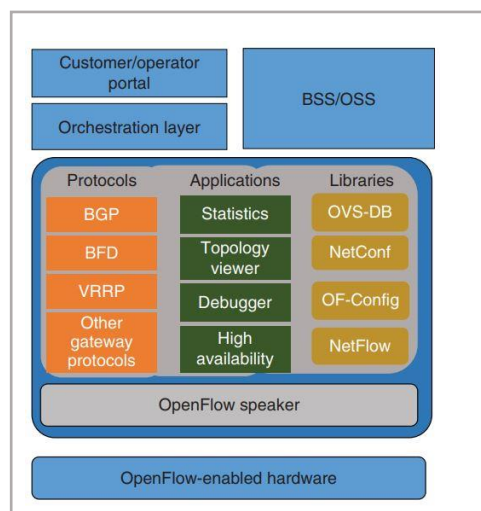 Customer/operator
portal
Orchestration layer
BSS/OSS
Protocols
BGP
BFD
VRRP
Other
gateway
protocols
Applications
Statistics
Topology
viewer
Debugger
High
availability
Libraries
OVS-DB
NetConf
OF-Config
NetFlow
OpenFlow speaker
OpenFlow-enabled hardware